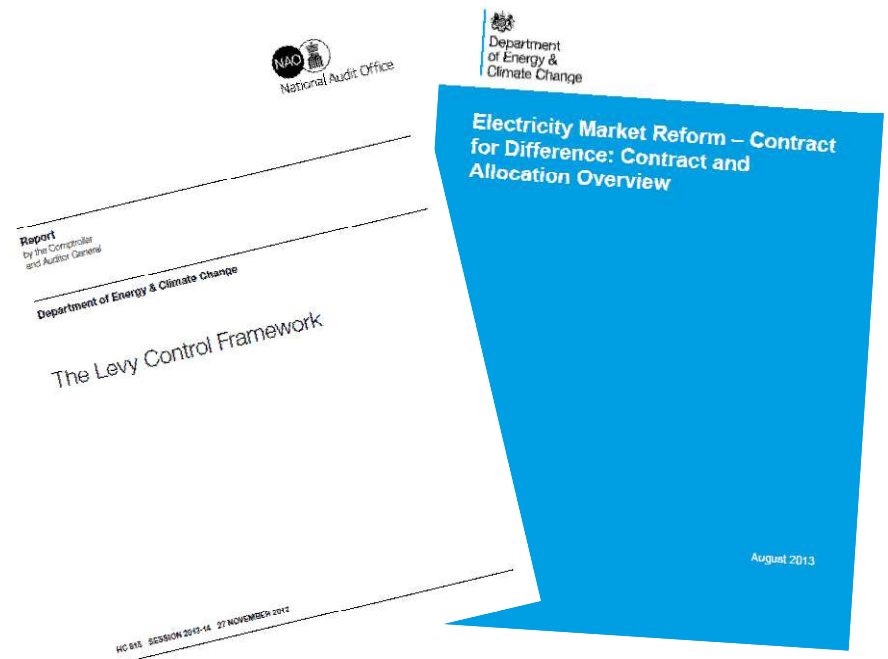 NAO
National Audit Office
Report
by the Comptroller
and Auditor General
Department of Energy & Climate Change
The Levy Control Framework
HC 815 SESSION 2013-14 27 NOVEMBER
Department
of Energy &
Climate Change
Electricity Market Reform – Contract
for Difference: Contract and
Allocation Overview
August 2013